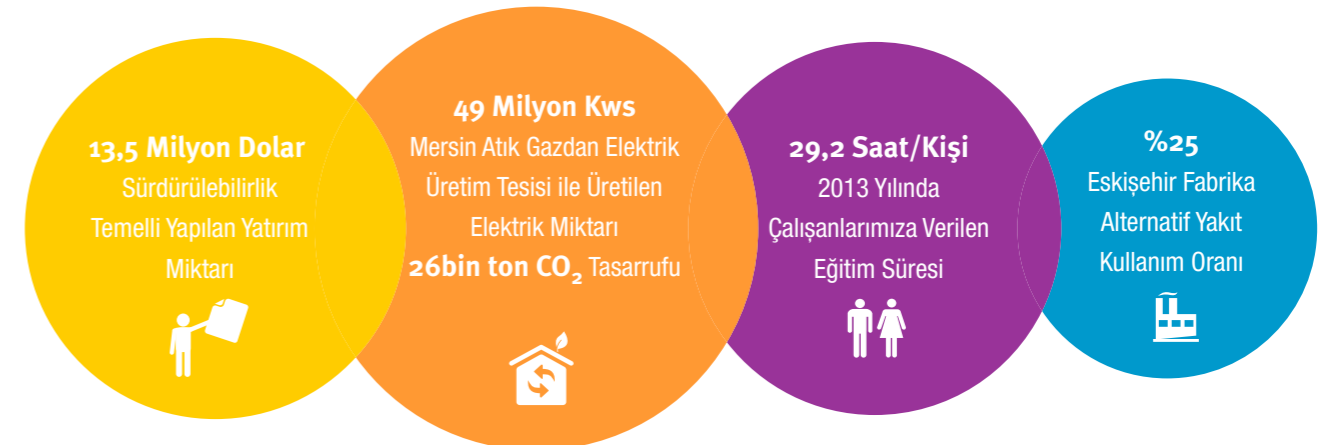 13,5 Milyon Dolar
Sürdürülebilirlik
Temelli Yapılan Yatırım
Miktarı
49 Milyon Kws
Mersin Atık Gazdan Elektrik
Üretim Tesisi ile Üretilen
Elektrik Miktarı
26bin ton CO₂ Tasarrufu
29,2 Saat/Kişi
2013 Yılında
Çalışanlarımıza Verilen
Eğitim Süresi
%25
Eskişehir Fabrika
Alternatif Yakıt
Kullanım Oranı